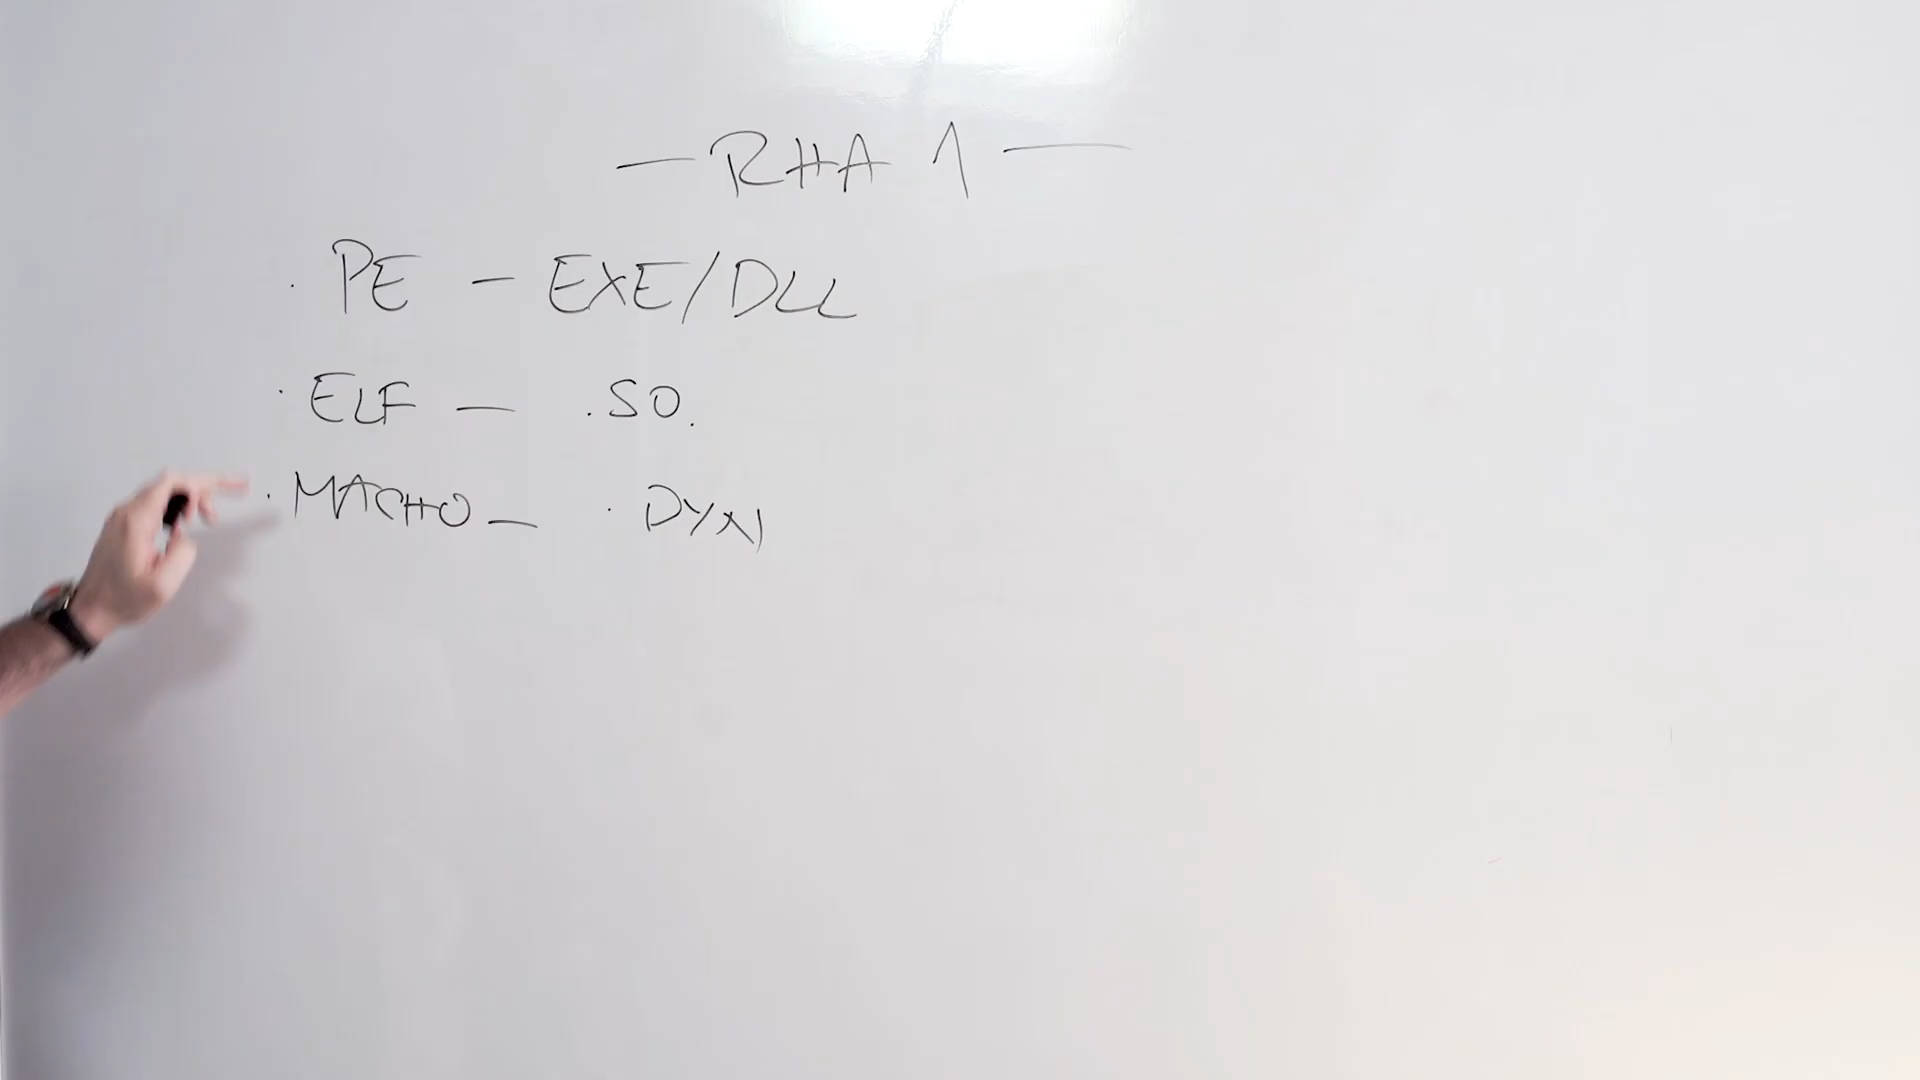 — RHA 1 —
· PE – EXE/DLL
· ELF – .SO.
· MACHO – · DYN